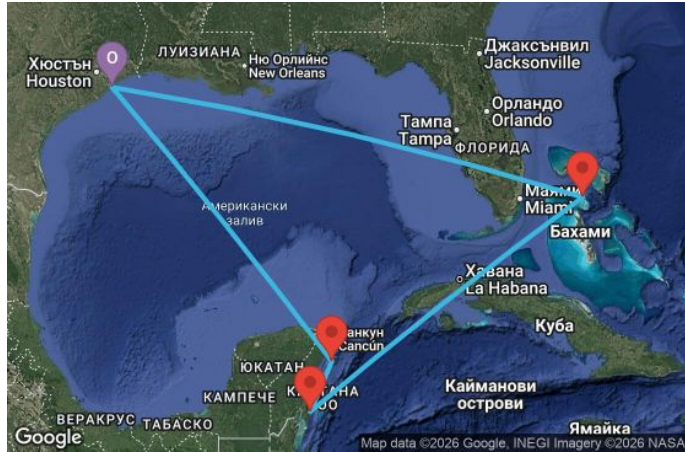 ЛУИЗИАНА
Джаксънвил
Jacksonville
Хюстън
Houston
O
Ню Орлийнс
New Orleans
Орландо
Orlando
Тампа
Tampa
ФЛОРИДА
Маями
Miami
Американски
залив
Бахами
Хавана
La Habana
анкун
Cancún
Куба
ЮКАТАН
КАМПЕЧЕ
Кайманови
острови
ВЕРАКРУС
ТАБАСКО
Ямайка
Google
Map data ©2026 Google, INEGI Imagery ©2026 NASA